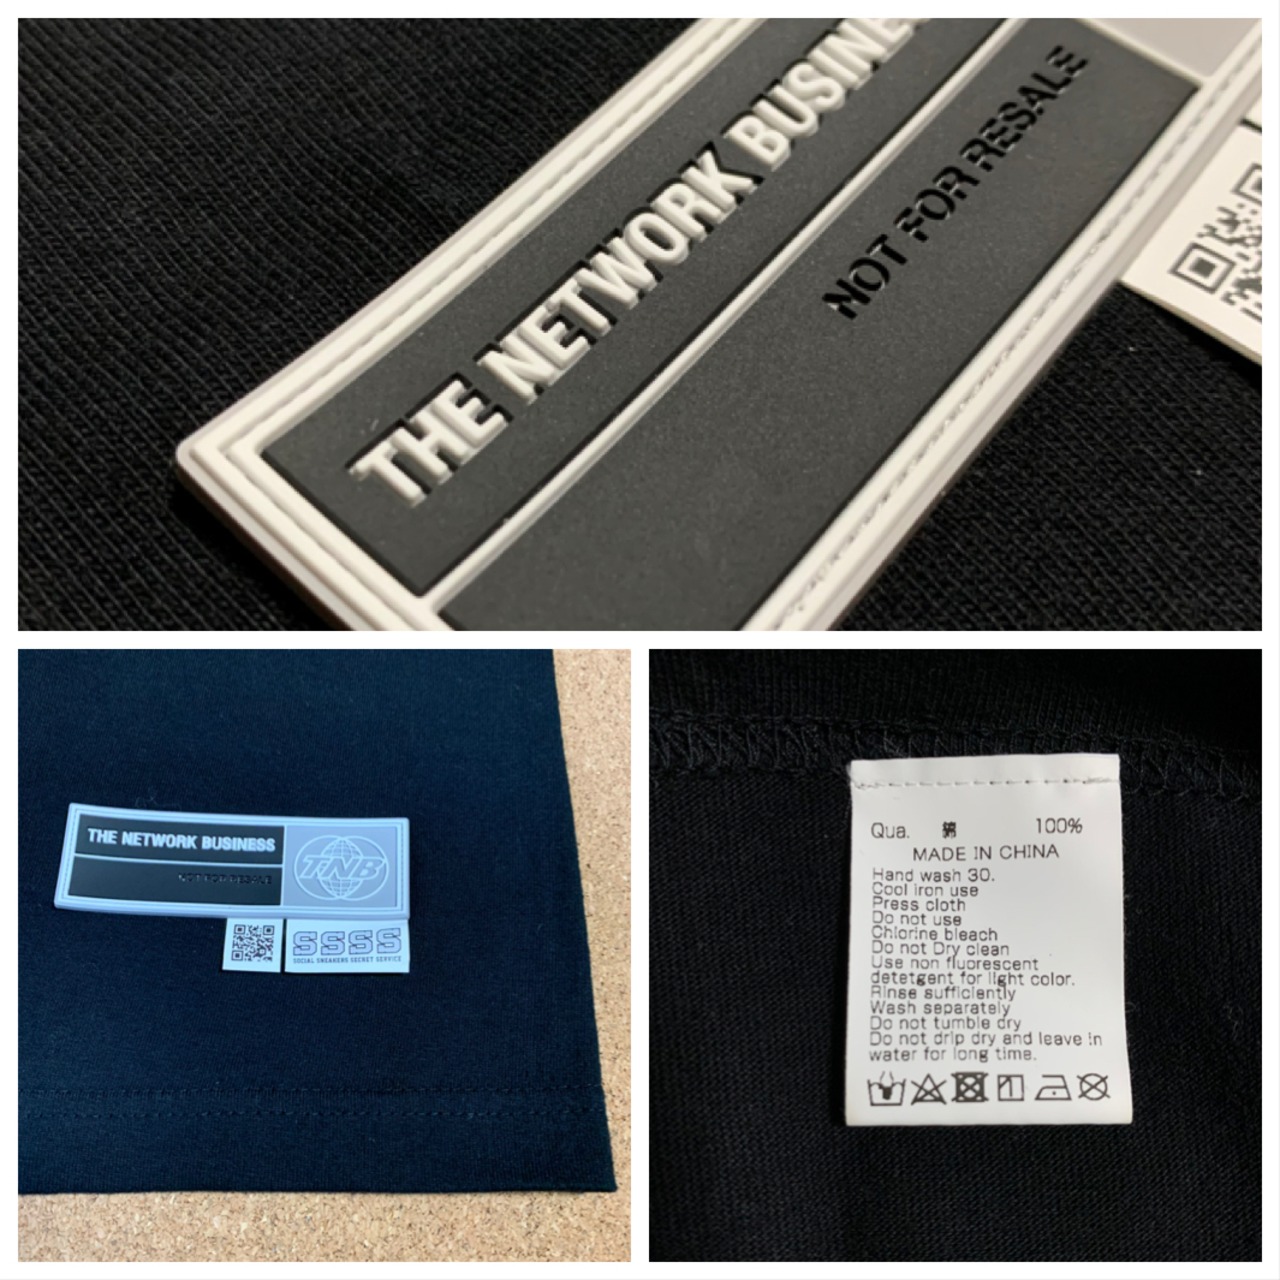 THE NETWORK BUSINE
NOT FOR RESALE
THE NETWORK BUSINESS
NOT FOR RESALE
TNB
SSSS
SOCIAL SNEAKERS SECRET SERVICE
Qua. 綿 100%
MADE IN CHINA
Hand wash 30.
Cool iron use
Press cloth
Do not use
Chlorine bleach
Do not Dry clean
Use non fluorescent
detetgent for light color.
Rinse sufficiently
Wash separately
Do not tumble dry
Do not drip dry and leave in
water for long time.